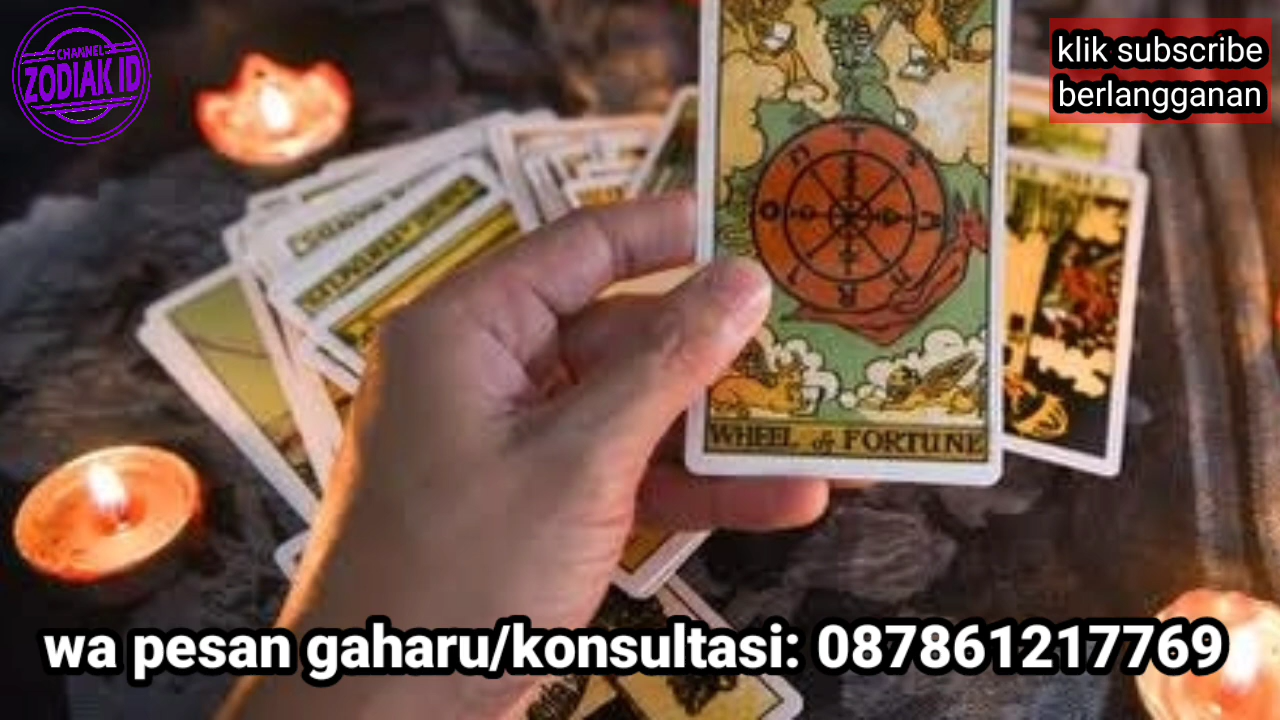 CHANNEL
ZODIAK ID
klik subscribe
berlangganan
WHEEL of FORTUNE
wa pesan gaharu/konsultasi: 087861217769